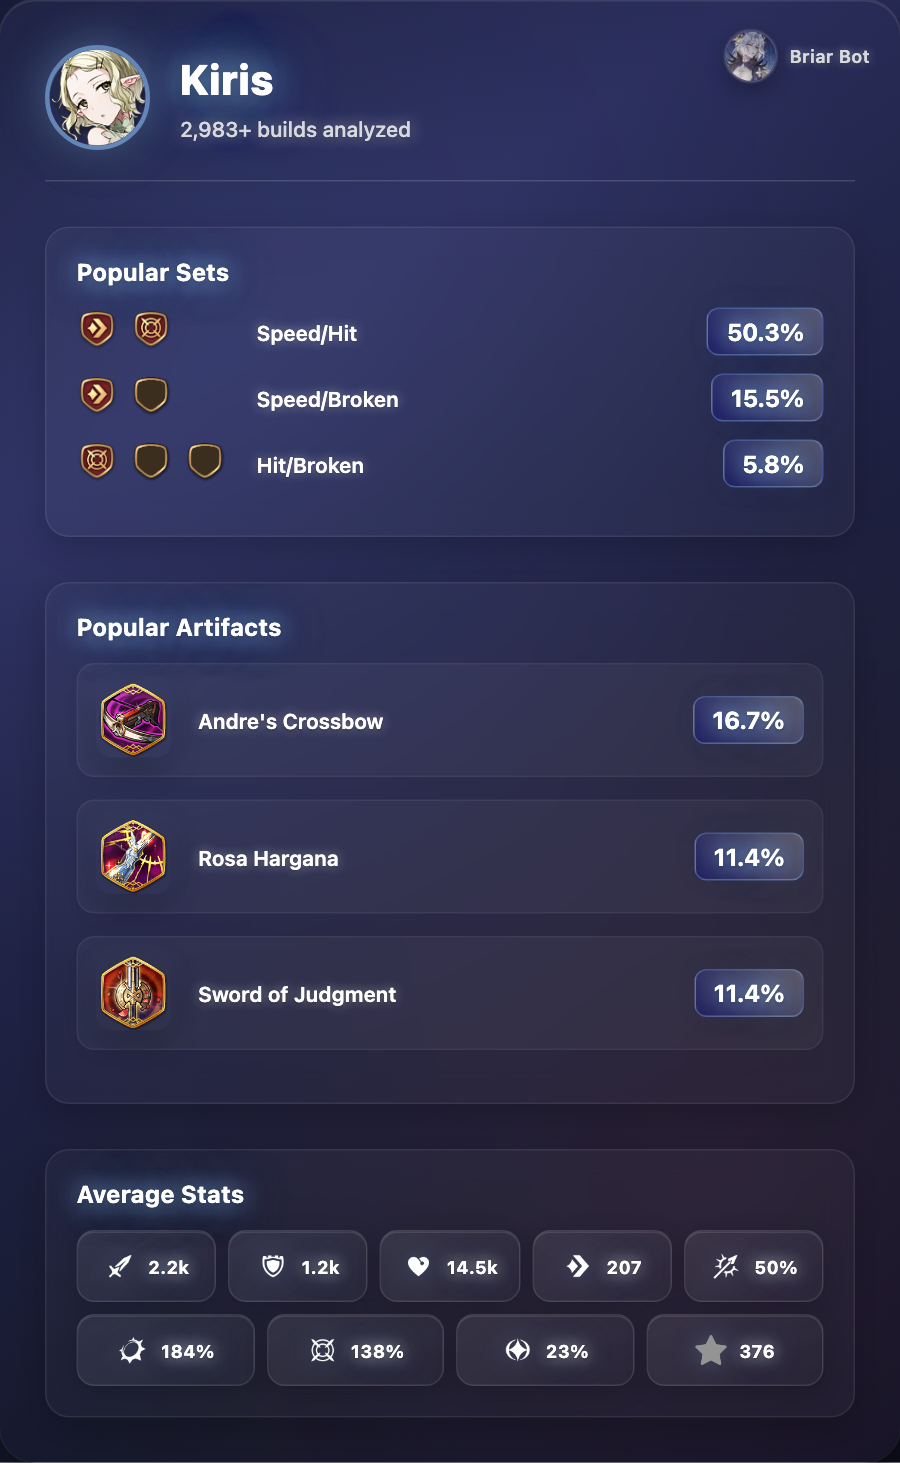 Kiris
2,983+ builds analyzed
Briar Bot
Popular Sets
Speed/Hit
50.3%
Speed/Broken
15.5%
Hit/Broken
5.8%
Popular Artifacts
Andre's Crossbow
16.7%
Rosa Hargana
11.4%
Sword of Judgment
11.4%
Average Stats
2.2k
1.2k
14.5k
207
50%
184%
138%
23%
376